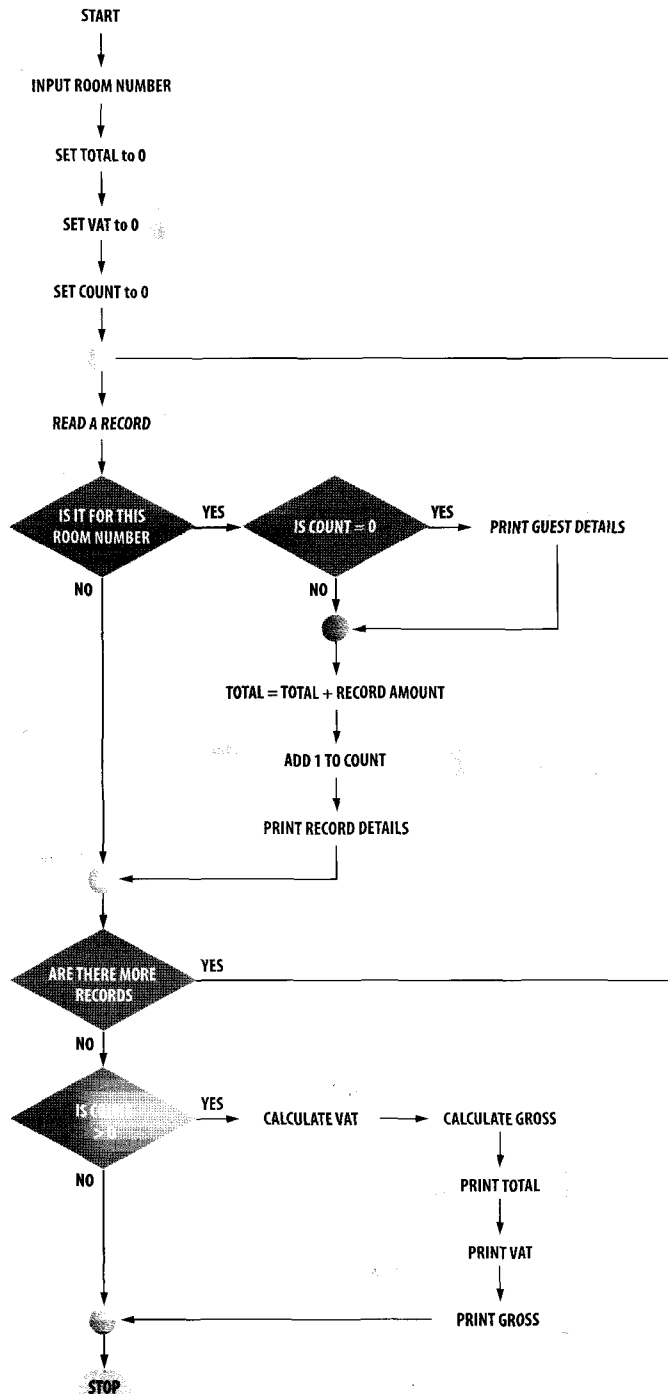 START
INPUT ROOM NUMBER
SET TOTAL to 0
SET VAT to 0
SET COUNT to 0
READ A RECORD
IS IT FOR THIS
ROOM NUMBER
YES
IS COUNT = 0
YES
PRINT GUEST DETAILS
NO
NO
TOTAL = TOTAL + RECORD AMOUNT
ADD 1 TO COUNT
PRINT RECORD DETAILS
ARE THERE MORE
RECORDS
YES
NO
IS
YES
CALCULATE VAT
CALCULATE GROSS
NO
PRINT TOTAL
PRINT VAT
PRINT GROSS
STOP